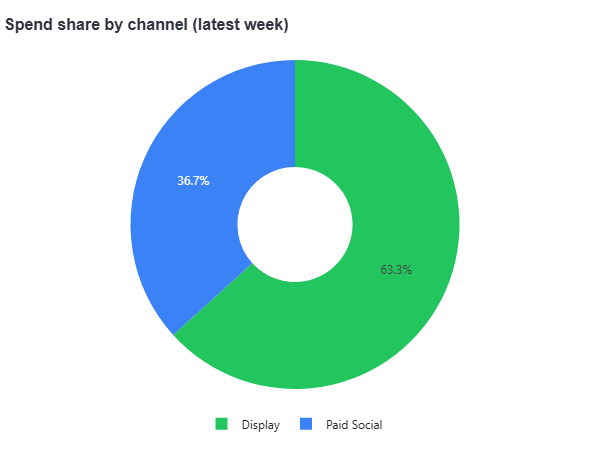 Spend share by channel (latest week)
36.7%
63.3%
Display Paid Social